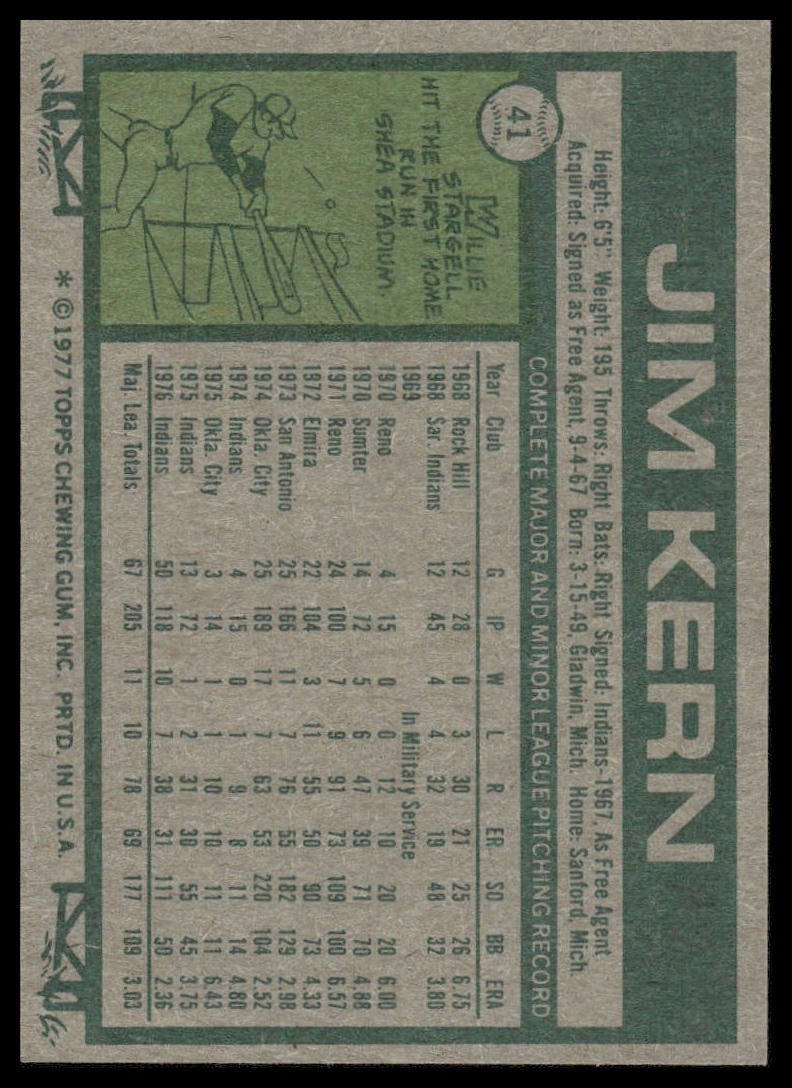 41
JIM KERN
Height: 6'5" Weight: 195 Throws: Right Bats: Right Signed: Indians-1967, As Free Agent
Acquired: Signed as Free Agent, 9-4-67 Born: 3-15-49, Gladwin, Mich. Home: Sanford, Mich.
COMPLETE MAJOR AND MINOR LEAGUE PITCHING RECORD
WILLIE
STARGELL
HIT THE FIRST HOME
RUN IN
SHEA STADIUM.
Year Club G IP W L R ER SO BB ERA
1968 Rock Hill 12 28 0 3 30 21 25 26 6.75
1968 Sar. Indians 12 45 4 4 32 19 48 32 3.80
1969 In Military Service
1970 Reno 4 15 0 0 12 10 20 20 6.00
1970 Sumter 14 72 5 6 47 39 71 70 4.88
1971 Reno 24 100 7 9 91 73 109 100 6.57
1972 Elmira 22 104 3 11 55 50 90 73 4.33
1973 San Antonio 25 166 11 7 76 55 182 129 2.98
1974 Okla. City 25 189 17 7 63 53 220 104 2.52
1974 Indians 4 15 0 1 9 8 11 14 4.80
1975 Okla. City 3 14 1 1 10 10 11 11 6.43
1975 Indians 13 72 1 2 31 30 55 45 3.75
1976 Indians 50 118 10 7 38 31 111 50 2.36
Maj. Lea. Totals 67 205 11 10 78 69 177 109 3.03
* © 1977 TOPPS CHEWING GUM, INC. PRTD. IN U.S.A.